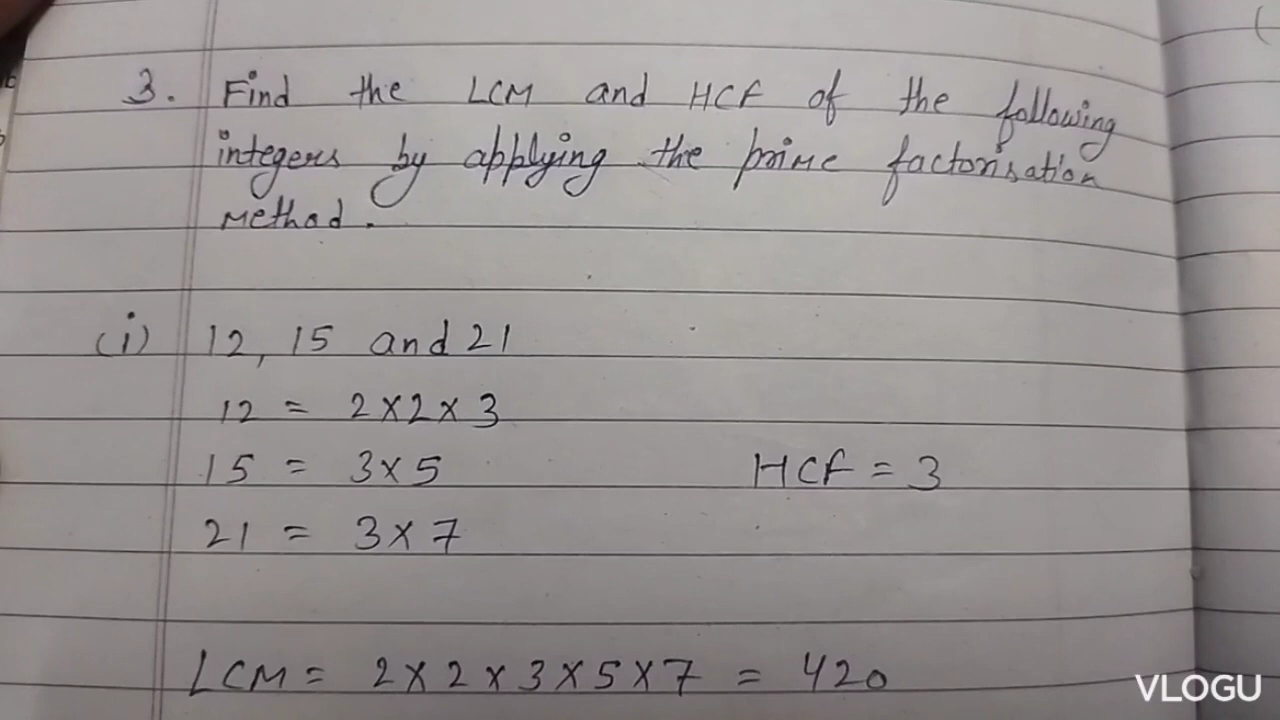 3. Find the LCM and HCF of the following
integers by applying the prime factorisation
method.
(i) 12, 15 and 21
12 = 2×2×3
15 = 3×5
HCF = 3
21 = 3×7
LCM = 2×2×3×5×7 = 420
VLOGU